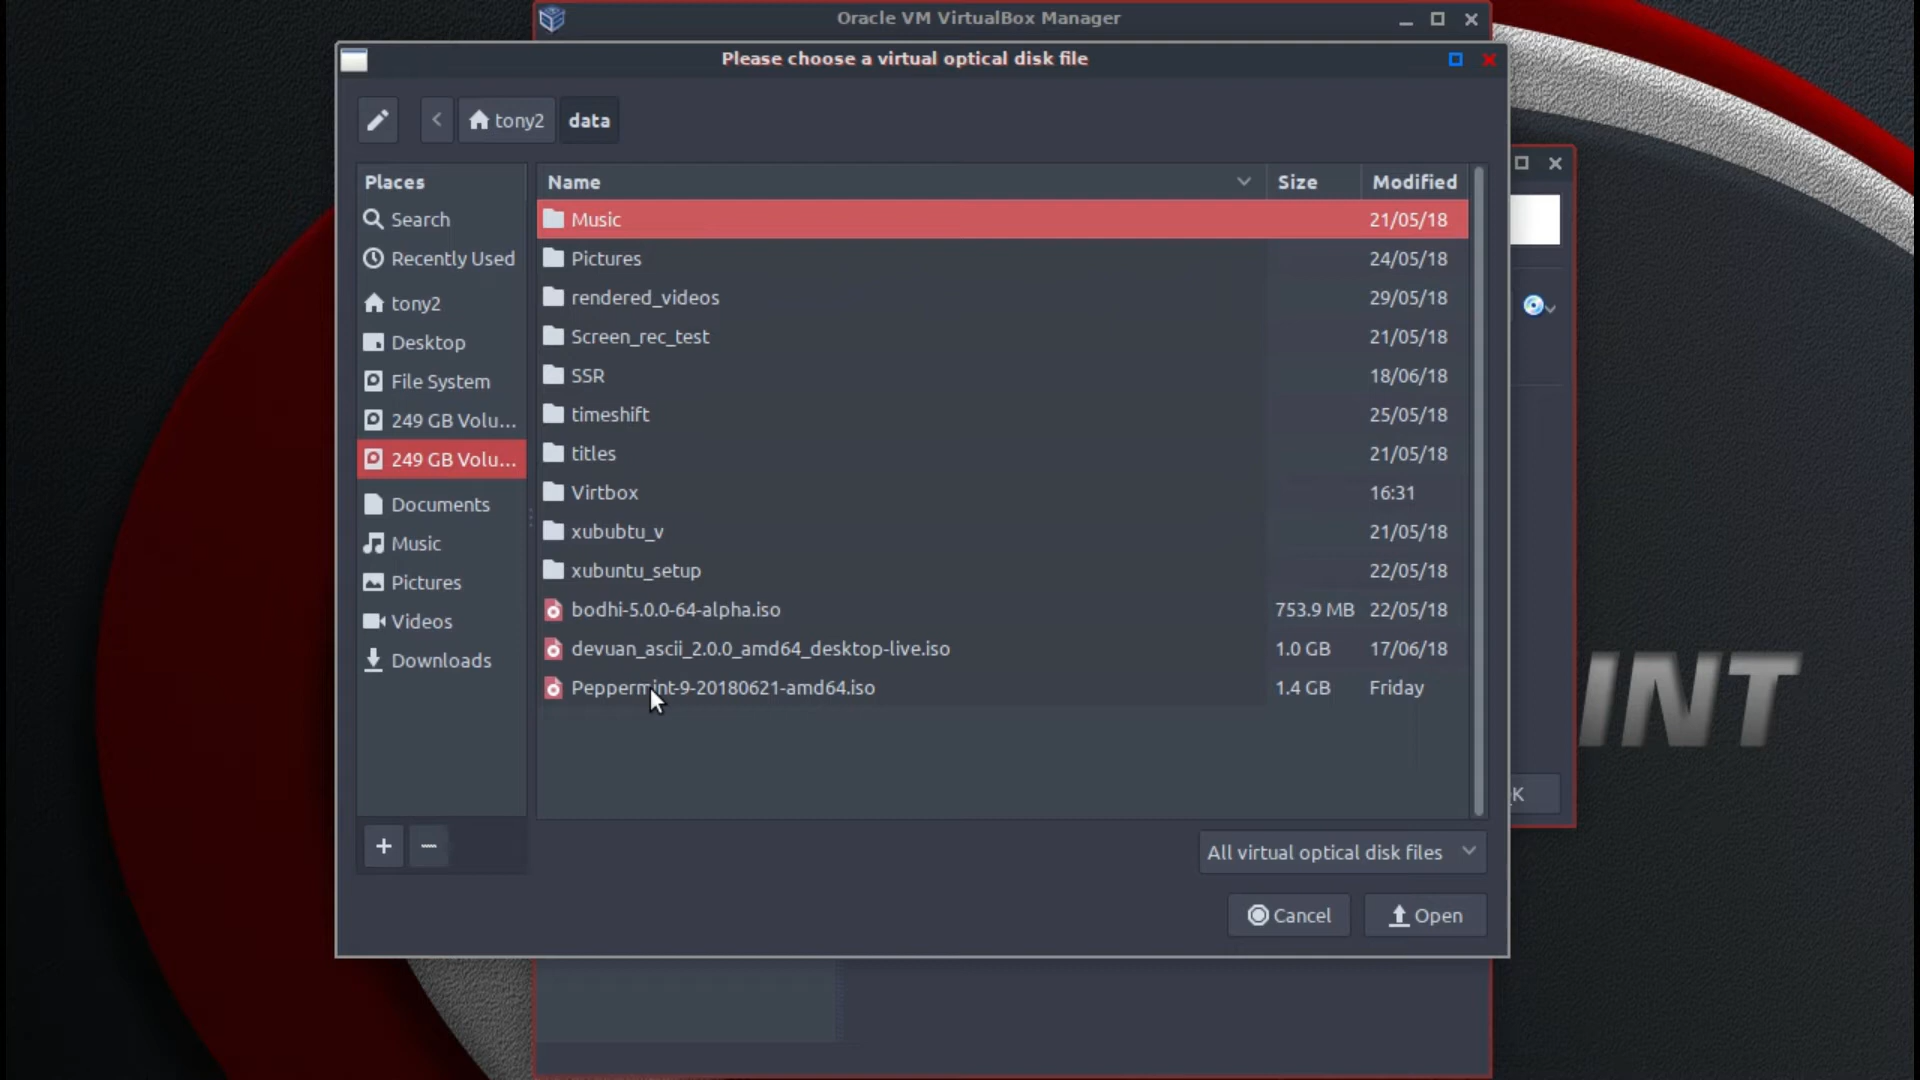 Oracle VM VirtualBox Manager
Please choose a virtual optical disk file
tony2 data
Places
Search
Recently Used
tony2
Desktop
File System
249 GB Volu...
249 GB Volu...
Documents
Music
Pictures
Videos
Downloads
Name Size Modified
Music 21/05/18
Pictures 24/05/18
rendered_videos 29/05/18
Screen_rec_test 21/05/18
SSR 18/06/18
timeshift 25/05/18
titles 21/05/18
Virtbox 16:31
xububtu_v 21/05/18
xubuntu_setup 22/05/18
bodhi-5.0.0-64-alpha.iso 753.9 MB 22/05/18
devuan_ascii_2.0.0_amd64_desktop-live.iso 1.0 GB 17/06/18
Peppermint-9-20180621-amd64.iso 1.4 GB Friday
All virtual optical disk files
Cancel Open
INT
K